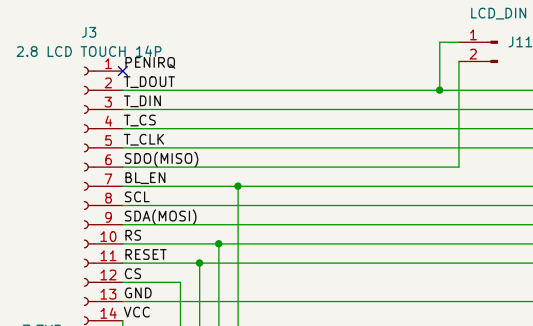 LCD_DIN
J3
1
J11
2.8 LCD TOUCH 14P
2
1 PENIRQ
2 T_DOUT
3 T_DIN
4 T_CS
5 T_CLK
6 SDO(MISO)
7 BL_EN
8 SCL
9 SDA(MOSI)
10 RS
11 RESET
12 CS
13 GND
14 VCC